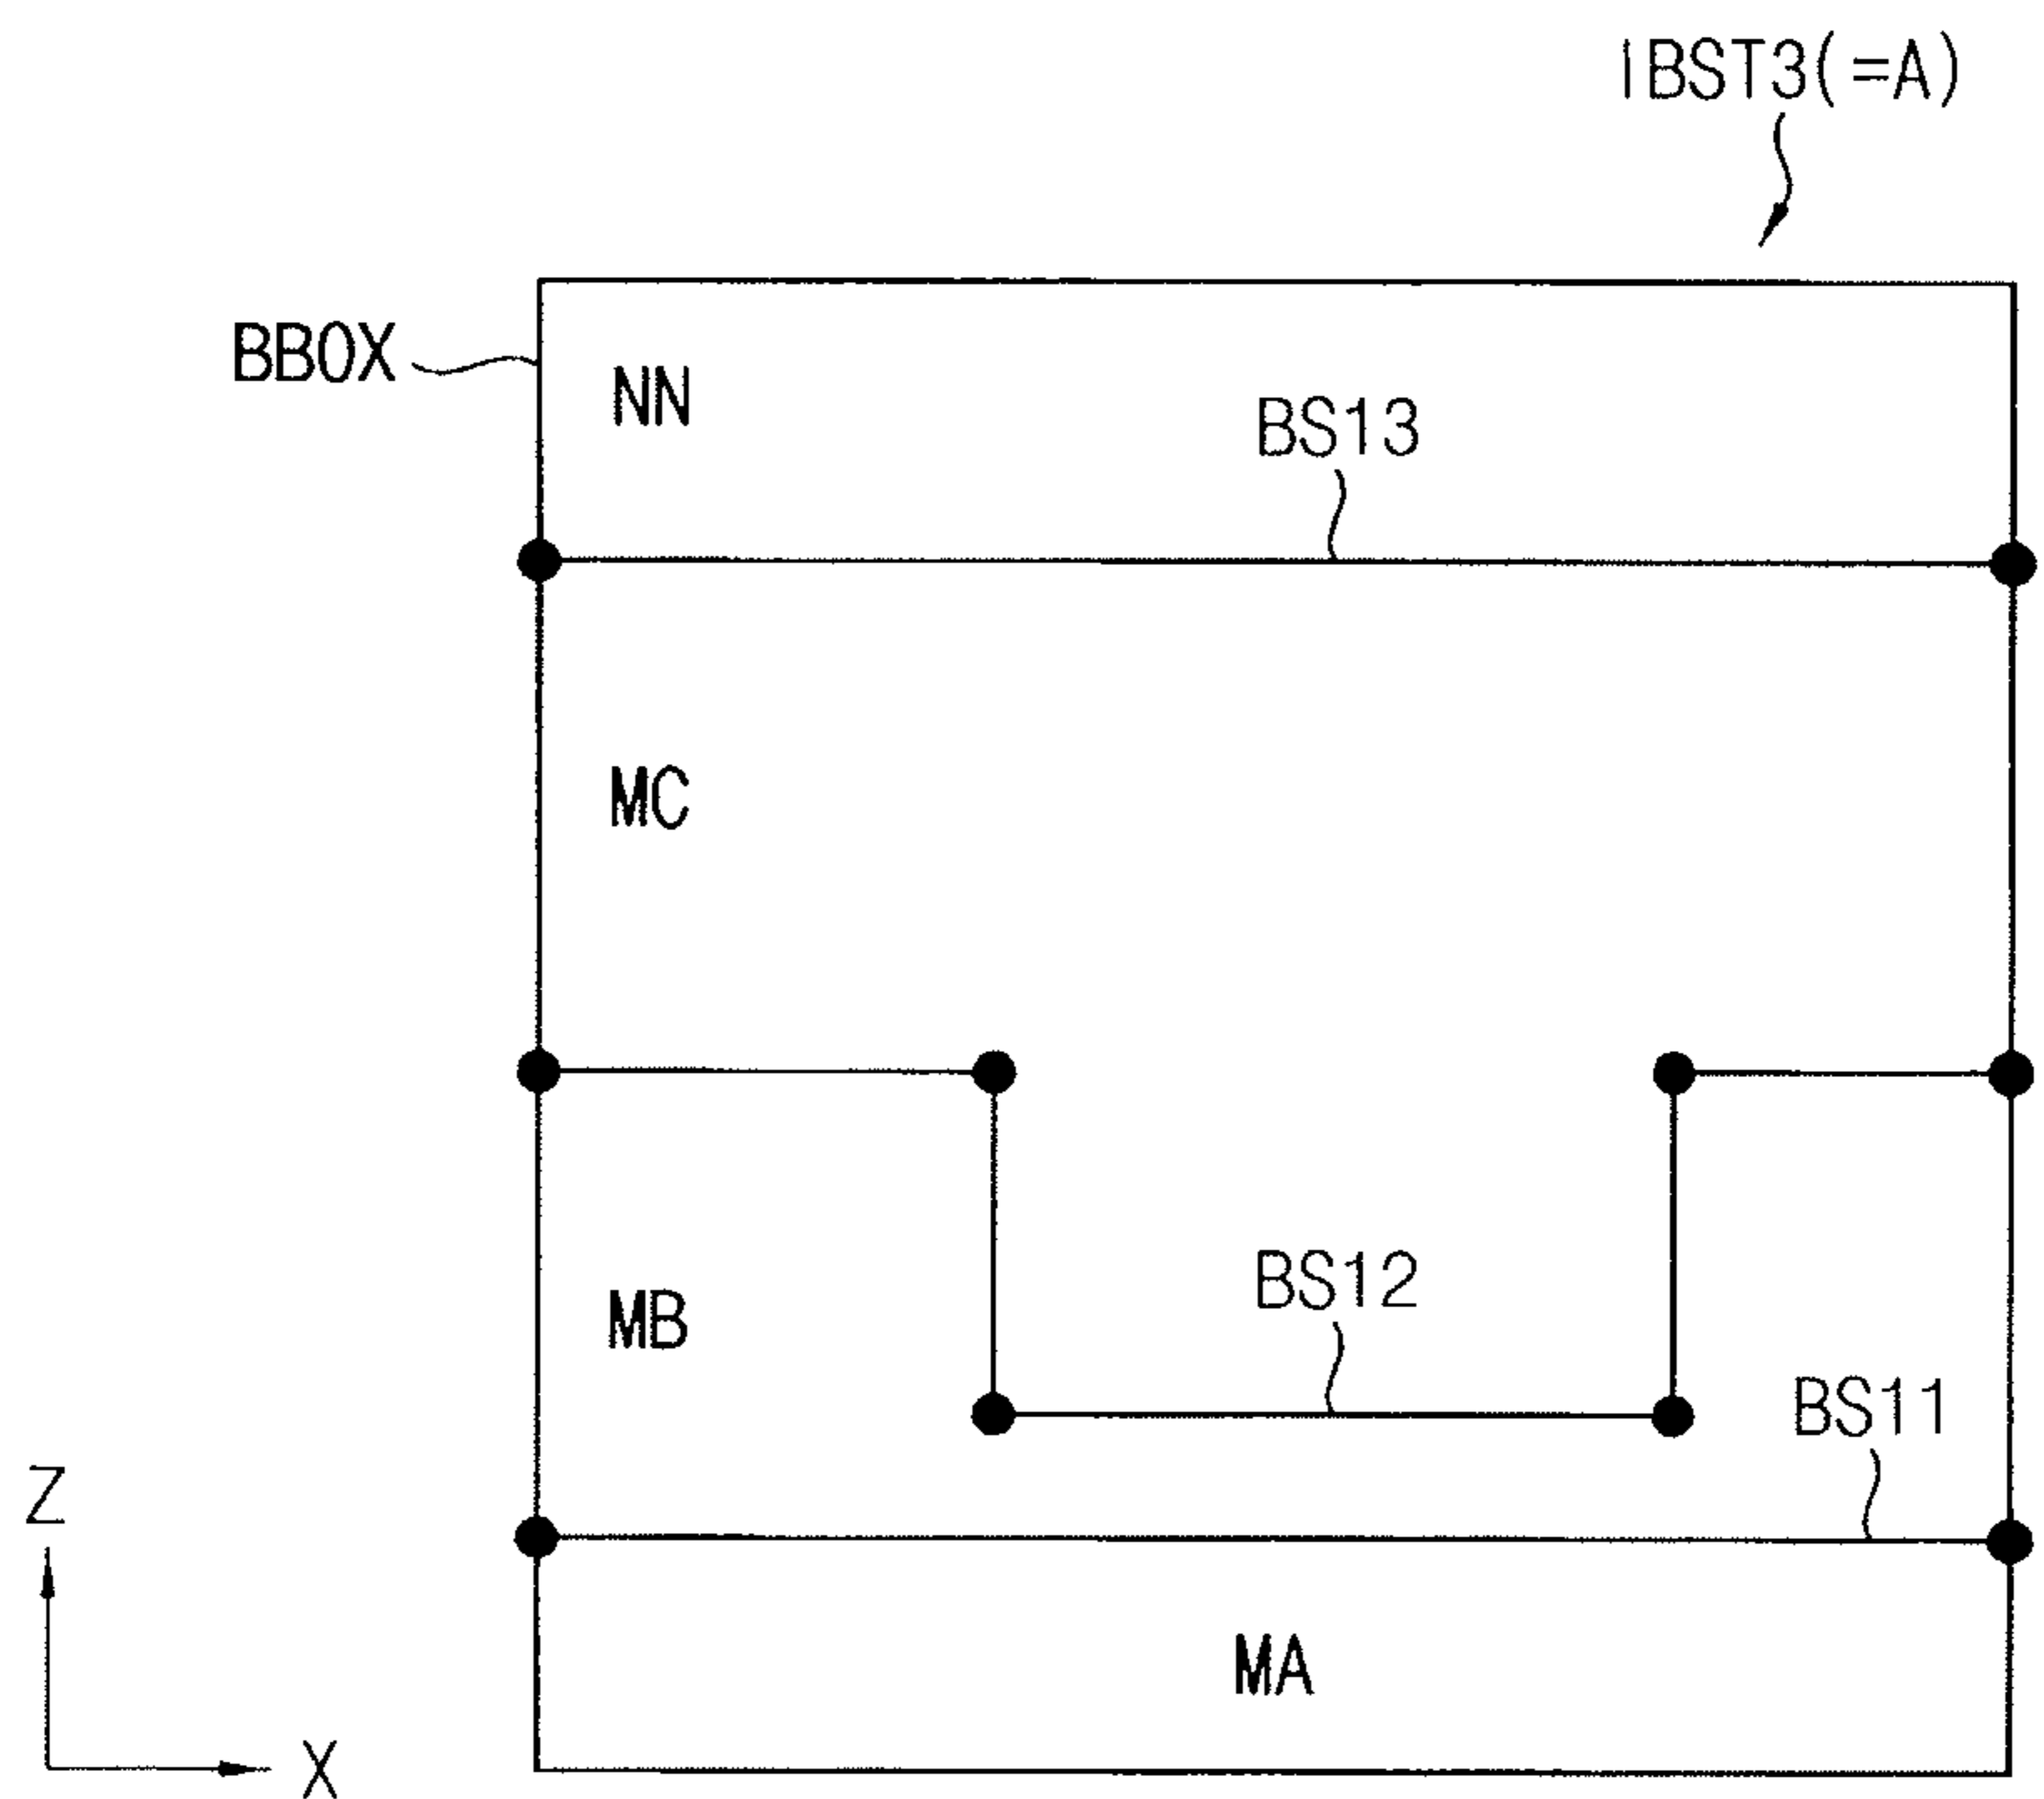 IBST3(=A)
BBOX
NN
BS13
MC
BS12
MB
BS11
Z
MA
X